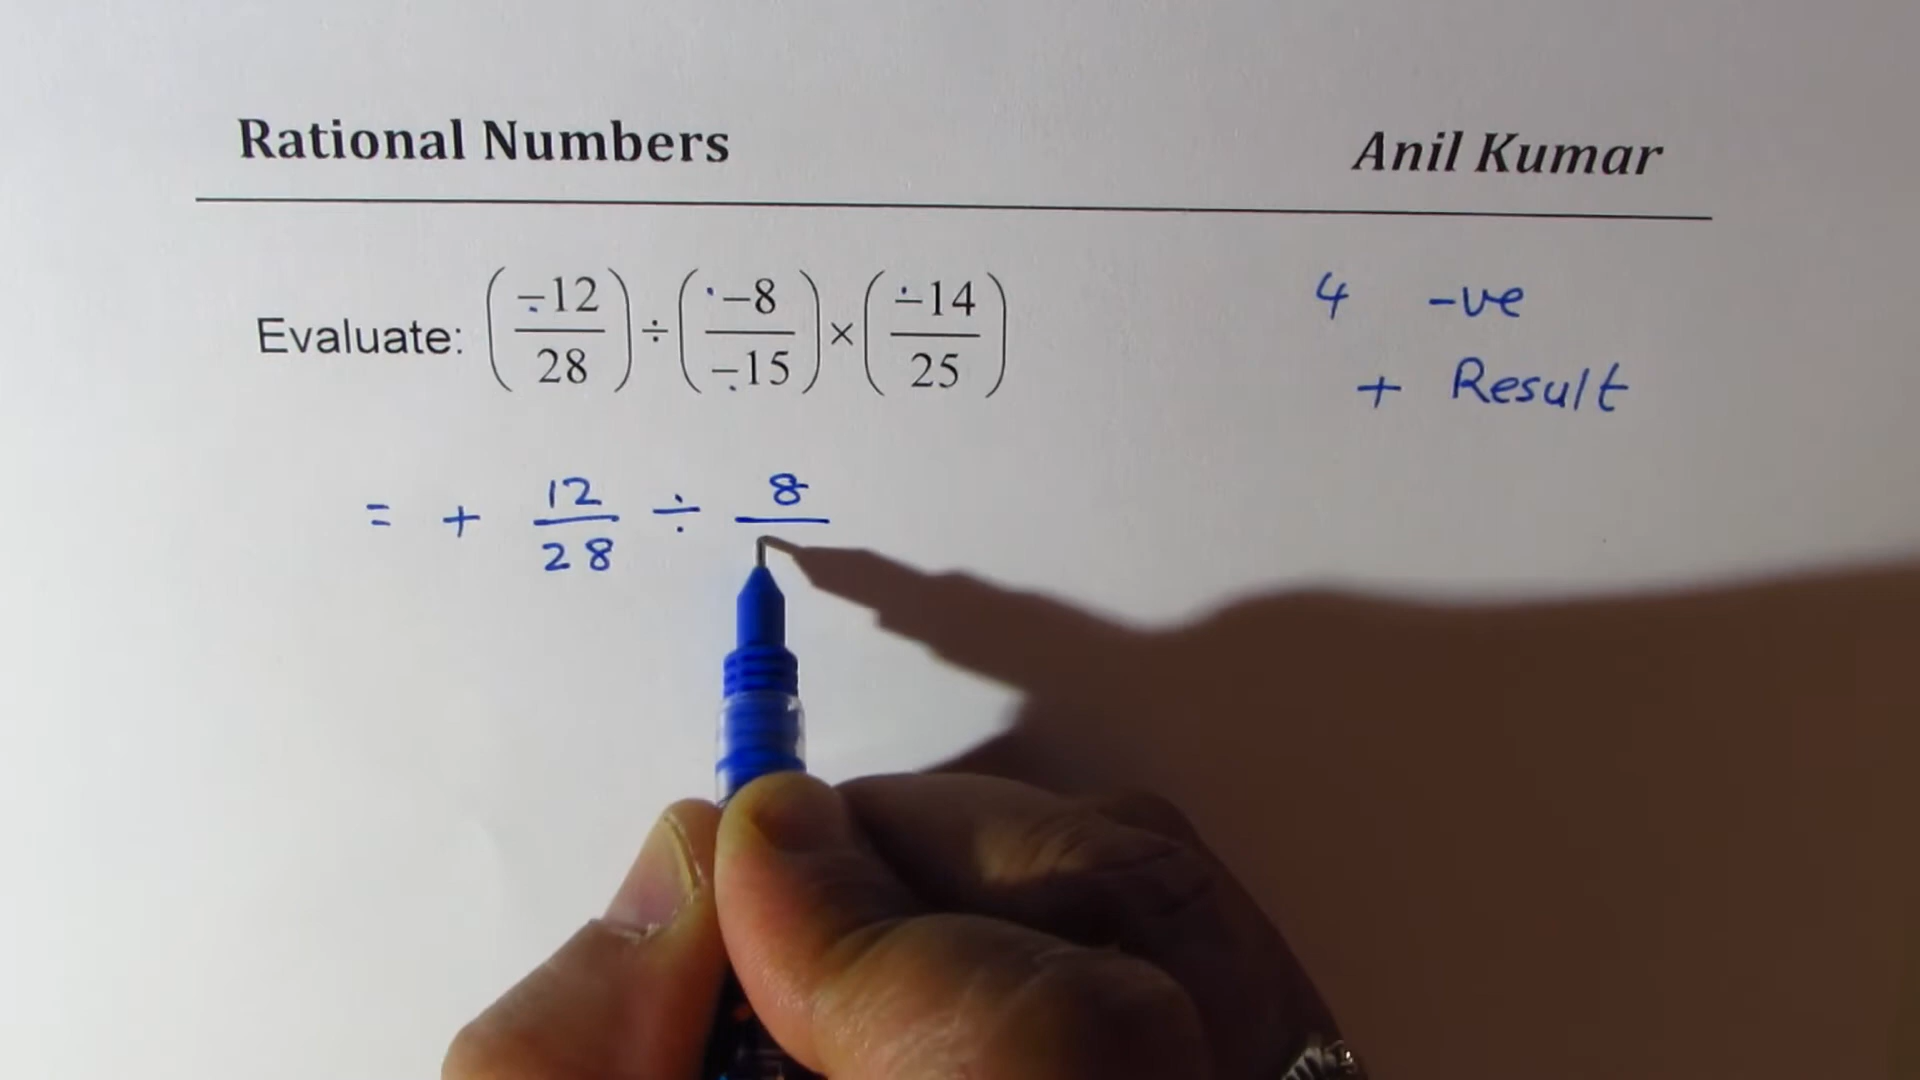 Rational Numbers Anil Kumar
Evaluate: (−12/28) ÷ (−8/−15) × (−14/25)
4 -ve
+ Result
= + 12/28 ÷ 8/